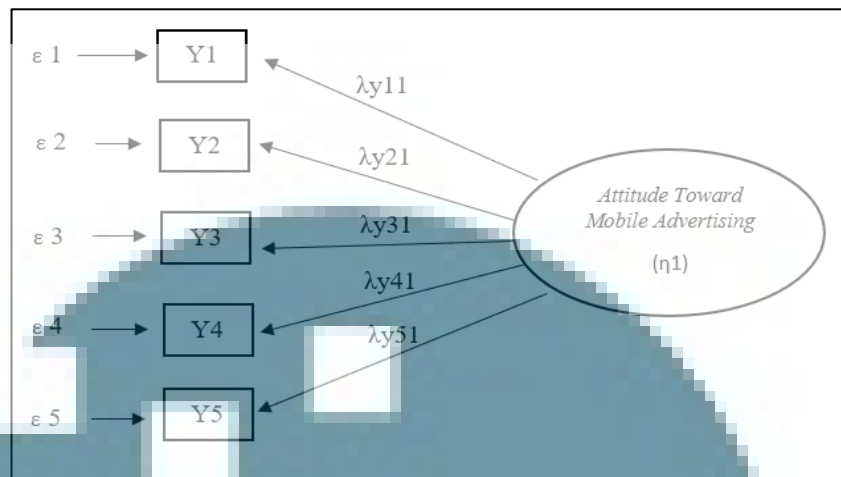 ε 1 Y1
λy11
ε 2 Y2
λy21
Attitude Toward
Mobile Advertising
(η1)
ε 3 Y3
λy31
λy41
ε 4 Y4
λy51
ε 5 Y5